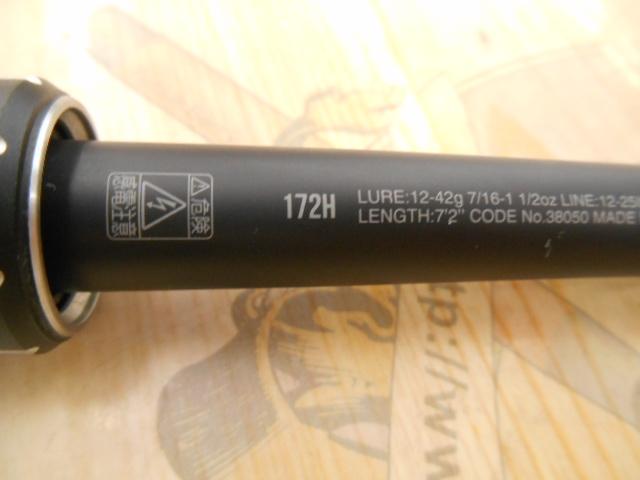 危険
感電注意
172H
LURE:12-42g 7/16-1 1/2oz LINE:12-25
LENGTH:7'2" CODE No.38050 MADE
tp://w